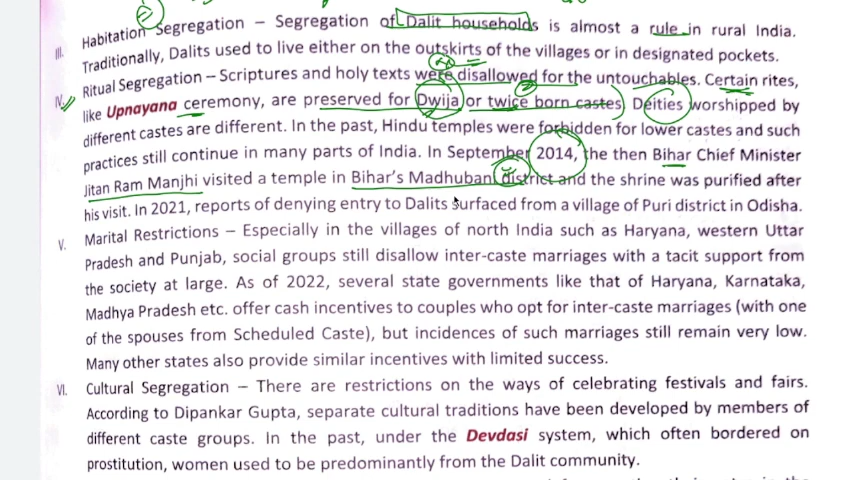 III. Habitation Segregation – Segregation of Dalit households is almost a rule in rural India.
Traditionally, Dalits used to live either on the outskirts of the villages or in designated pockets.
IV. Ritual Segregation – Scriptures and holy texts were disallowed for the untouchables. Certain rites,
like Upnayana ceremony, are preserved for Dwija (or twice born castes). Deities worshipped by
different castes are different. In the past, Hindu temples were forbidden for lower castes and such
practices still continue in many parts of India. In September 2014, the then Bihar Chief Minister
Jitan Ram Manjhi visited a temple in Bihar's Madhubani district and the shrine was purified after
his visit. In 2021, reports of denying entry to Dalits surfaced from a village of Puri district in Odisha.
V. Marital Restrictions – Especially in the villages of north India such as Haryana, western Uttar
Pradesh and Punjab, social groups still disallow inter-caste marriages with a tacit support from
the society at large. As of 2022, several state governments like that of Haryana, Karnataka,
Madhya Pradesh etc. offer cash incentives to couples who opt for inter-caste marriages (with one
of the spouses from Scheduled Caste), but incidences of such marriages still remain very low.
Many other states also provide similar incentives with limited success.
VI. Cultural Segregation – There are restrictions on the ways of celebrating festivals and fairs.
According to Dipankar Gupta, separate cultural traditions have been developed by members of
different caste groups. In the past, under the Devdasi system, which often bordered on
prostitution, women used to be predominantly from the Dalit community.